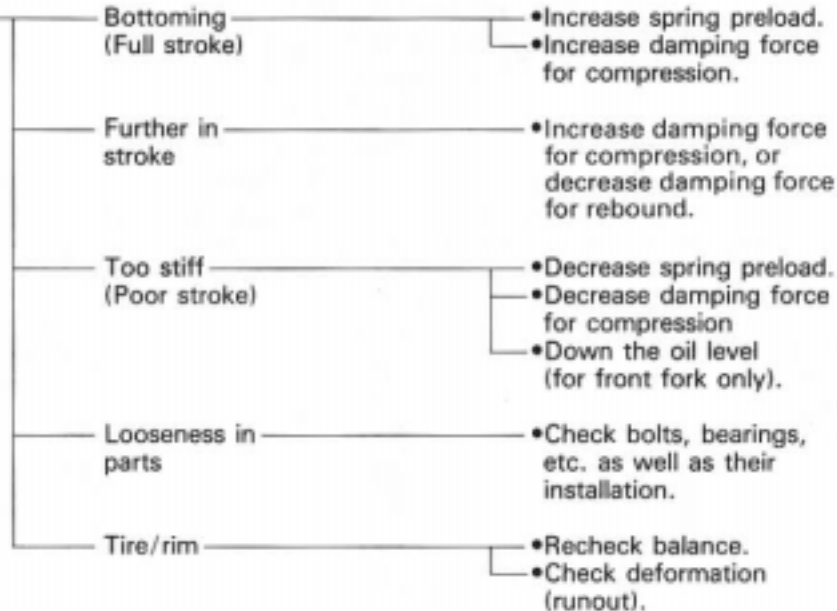 Bottoming
(Full stroke)
•Increase spring preload.
•Increase damping force
for compression.
Further in
stroke
•Increase damping force
for compression, or
decrease damping force
for rebound.
Too stiff
(Poor stroke)
•Decrease spring preload.
•Decrease damping force
for compression
•Down the oil level
(for front fork only).
Looseness in
parts
•Check bolts, bearings,
etc. as well as their
installation.
Tire/rim
•Recheck balance.
•Check deformation
(runout).